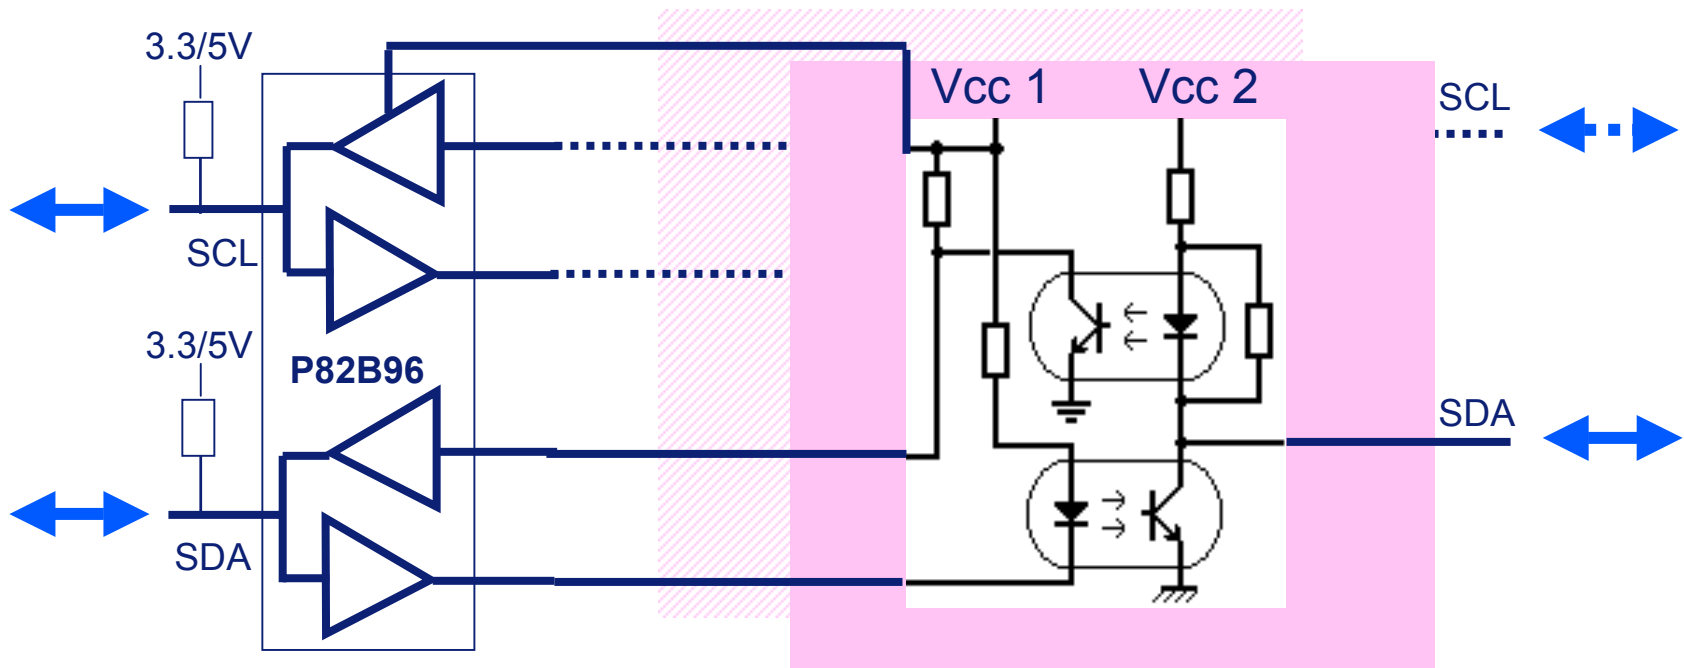 3.3/5V
Vcc 1
Vcc 2
SCL
SCL
3.3/5V
P82B96
SDA
SDA